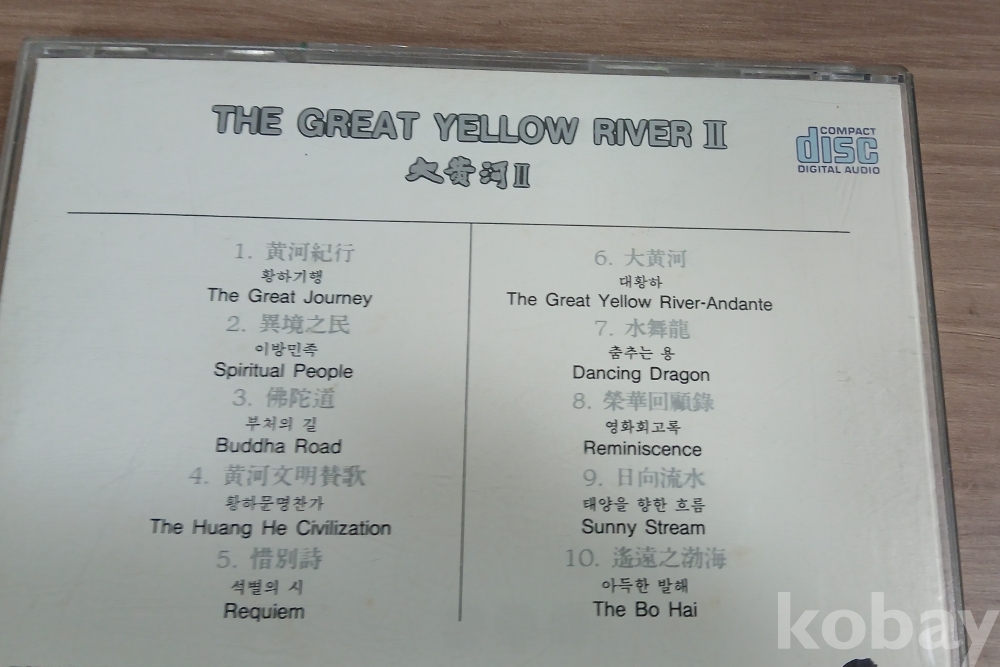 THE GREAT YELLOW RIVER II
大黄河 II
COMPACT
disc
DIGITAL AUDIO
1. 黄河紀行
황하기행
The Great Journey
2. 異境之民
이방민족
Spiritual People
3. 佛陀道
부처의 길
Buddha Road
4. 黄河文明賛歌
황하문명찬가
The Huang He Civilization
5. 惜別詩
석별의 시
Requiem
6. 大黄河
대황하
The Great Yellow River-Andante
7. 水舞龍
춤추는 용
Dancing Dragon
8. 榮華回顧錄
영화회고록
Reminiscence
9. 日向流水
태양을 향한 흐름
Sunny Stream
10. 遙遠之渤海
아득한 발해
The Bo Hai
kobay